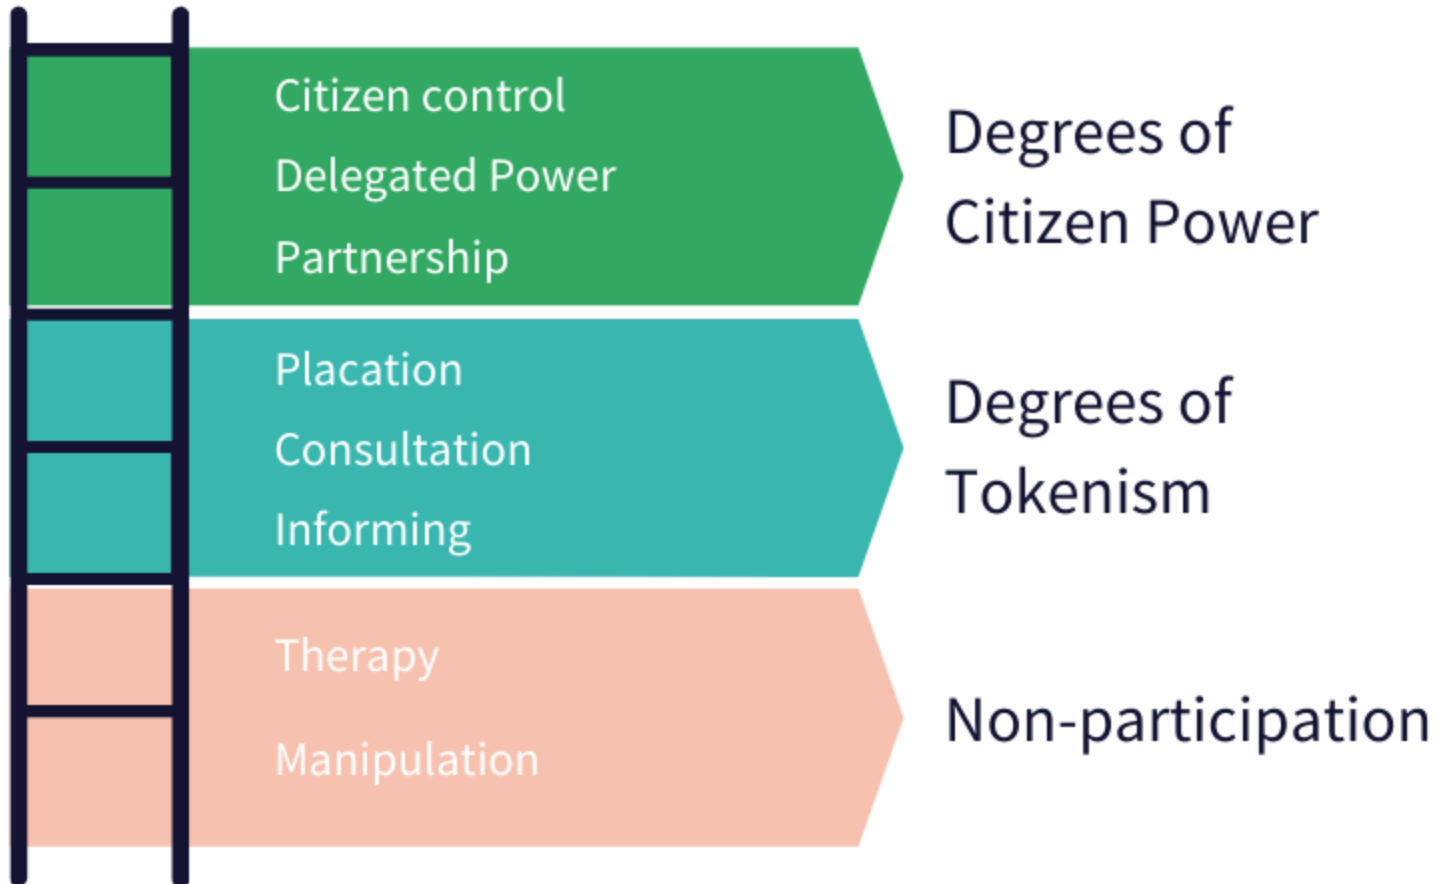 Citizen control
Delegated Power
Partnership
Degrees of
Citizen Power
Placation
Consultation
Informing
Degrees of
Tokenism
Therapy
Manipulation
Non-participation